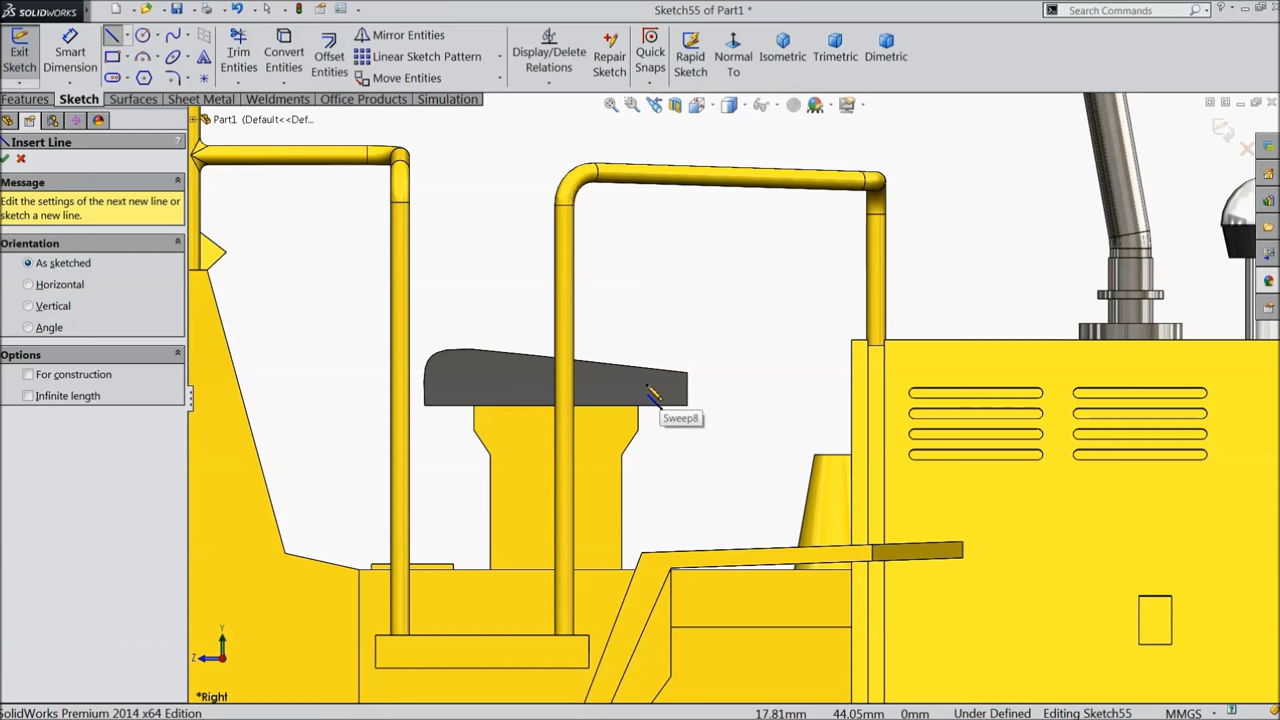 SOLIDWORKS
Sketch55 of Part1 *
Search Commands
?
Exit Sketch
Smart Dimension
Trim Entities
Convert Entities
Offset Entities
Mirror Entities
Linear Sketch Pattern
Move Entities
Display/Delete Relations
Repair Sketch
Quick Snaps
Rapid Sketch
Normal To
Isometric
Trimetric
Dimetric
Features
Sketch
Surfaces
Sheet Metal
Weldments
Office Products
Simulation
Part1 (Default<<Def...
Insert Line
?
Message
Edit the settings of the next new line or
sketch a new line.
Orientation
As sketched
Horizontal
Vertical
Angle
Options
For construction
Infinite length
Sweep8
Y
Z
*Right
SolidWorks Premium 2014 x64 Edition
17.81mm
44.05mm
0mm
Under Defined
Editing Sketch55
MMGS
?